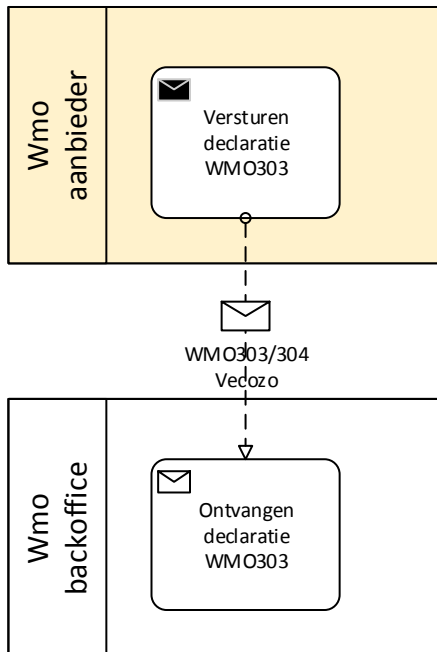 Wmo
aanbieder
Versturen
declaratie
WMO303
WMO303/304
Vecozo
Wmo
backoffice
Ontvangen
declaratie
WMO303